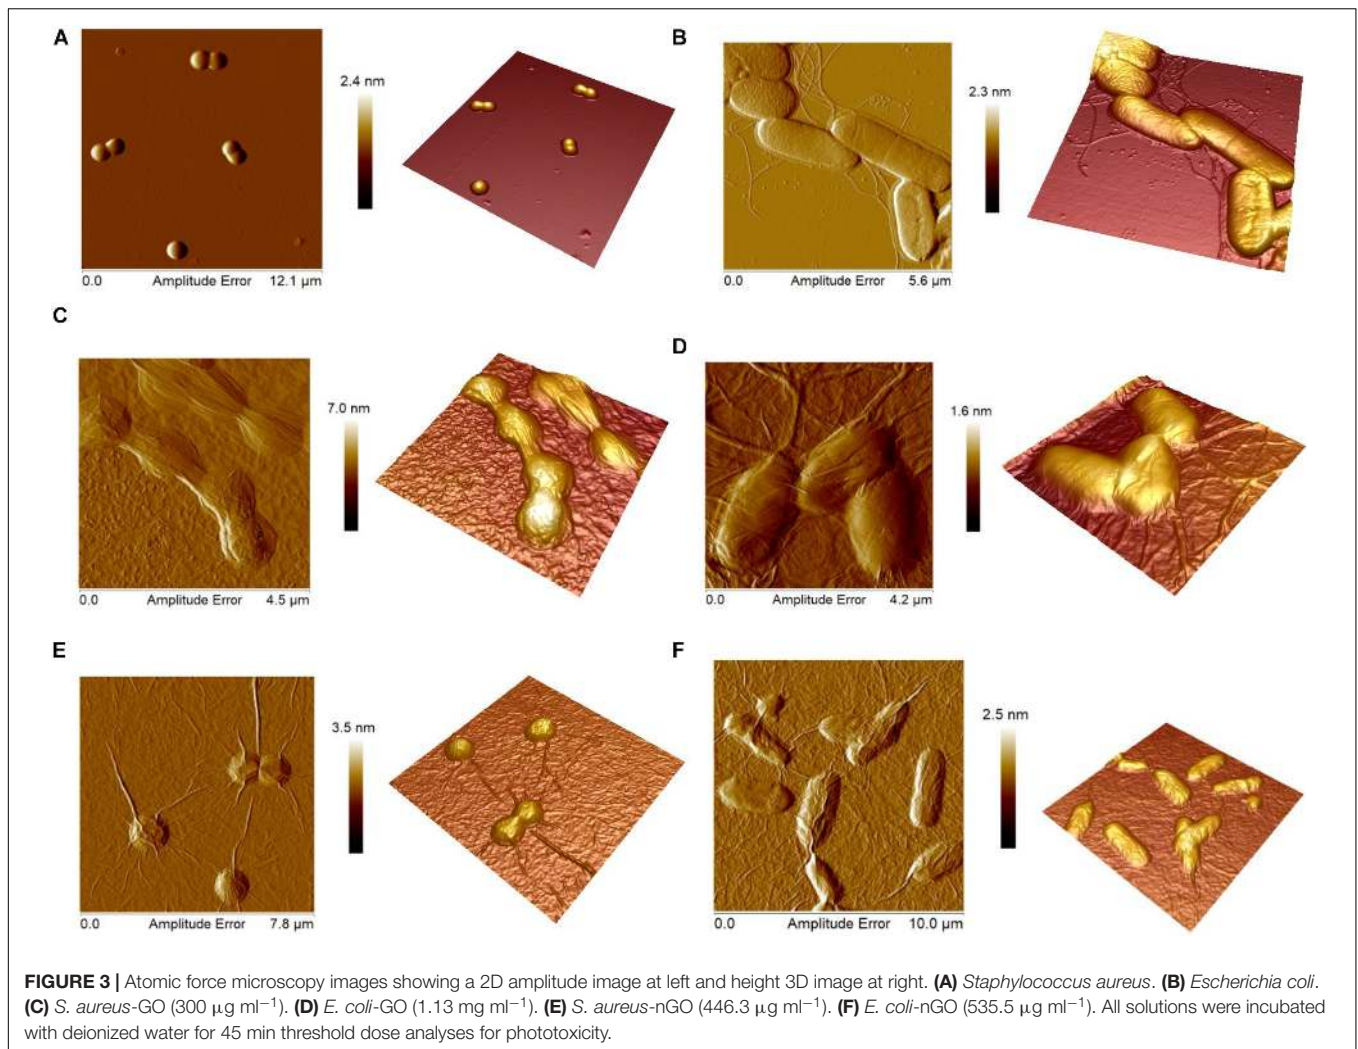 A
2.4 nm
0.0 Amplitude Error 12.1 µm
B
2.3 nm
0.0 Amplitude Error 5.6 µm
C
7.0 nm
0.0 Amplitude Error 4.5 µm
D
1.6 nm
0.0 Amplitude Error 4.2 µm
E
3.5 nm
0.0 Amplitude Error 7.8 µm
F
2.5 nm
0.0 Amplitude Error 10.0 µm
FIGURE 3 | Atomic force microscopy images showing a 2D amplitude image at left and height 3D image at right. (A) Staphylococcus aureus. (B) Escherichia coli.
(C) S. aureus-GO (300 µg ml−1). (D) E. coli-GO (1.13 mg ml−1). (E) S. aureus-nGO (446.3 µg ml−1). (F) E. coli-nGO (535.5 µg ml−1). All solutions were incubated
with deionized water for 45 min threshold dose analyses for phototoxicity.